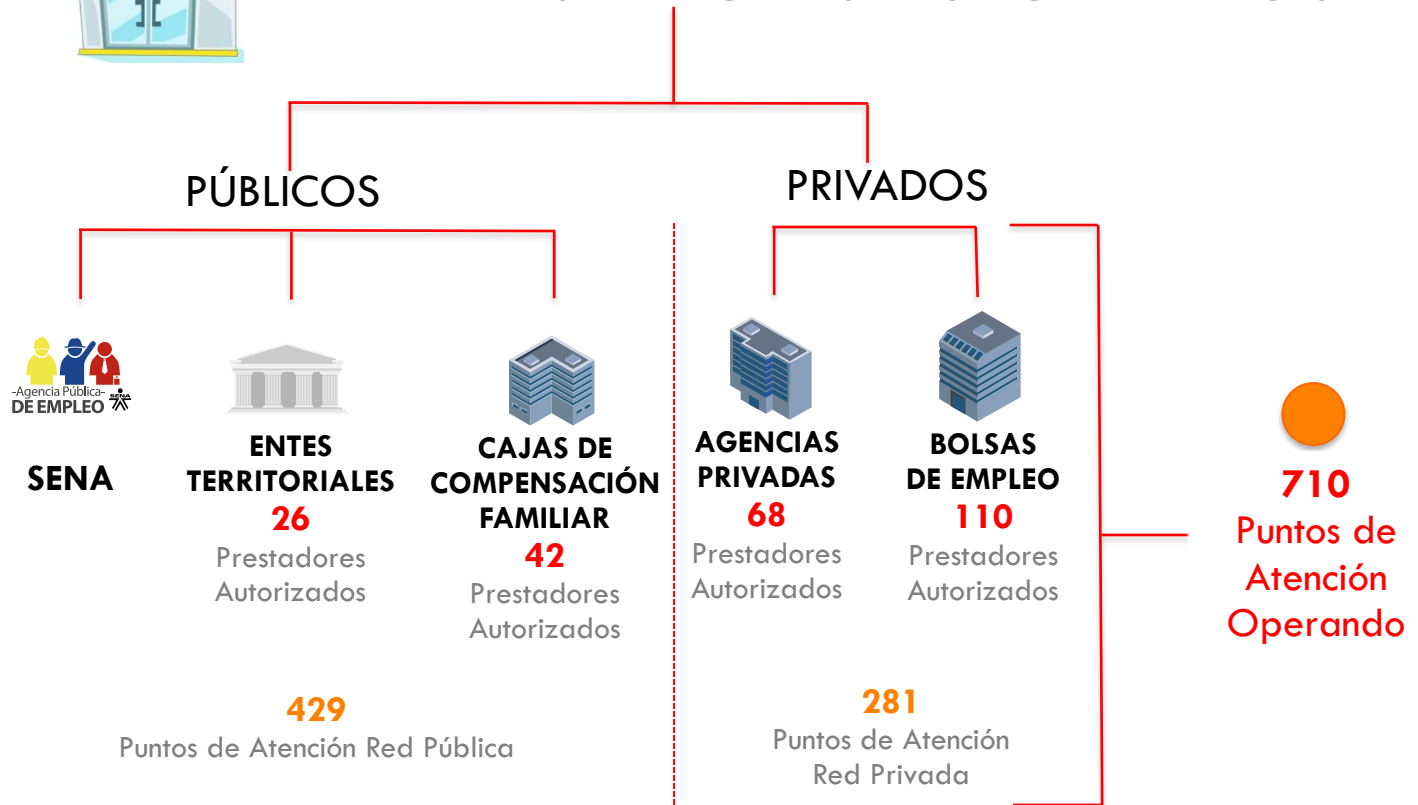 PÚBLICOS
PRIVADOS
-Agencia Pública-
DE EMPLEO
SENA
SENA
ENTES
TERRITORIALES
26
Prestadores
Autorizados
CAJAS DE
COMPENSACIÓN
FAMILIAR
42
Prestadores
Autorizados
AGENCIAS
PRIVADAS
68
Prestadores
Autorizados
BOLSAS
DE EMPLEO
110
Prestadores
Autorizados
710
Puntos de
Atención
Operando
429
Puntos de Atención Red Pública
281
Puntos de Atención
Red Privada